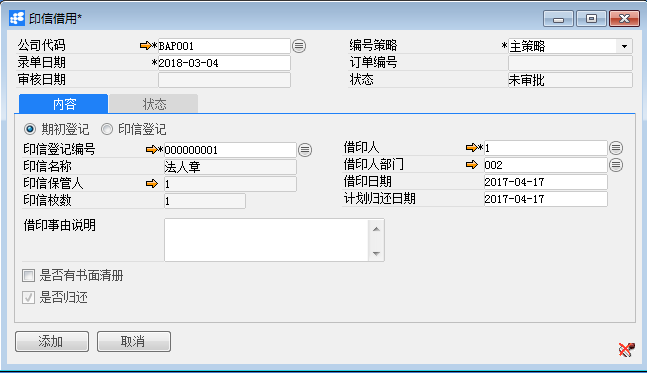 印信借用*
公司代码 *BAP001 编号策略 *主策略
录单日期 *2018-03-04 订单编号
审核日期 状态 未审批
内容 状态
期初登记 印信登记
印信登记编号 *000000001 借印人 *1
印信名称 法人章 借印人部门 002
印信保管人 1 借印日期 2017-04-17
印信枚数 1 计划归还日期 2017-04-17
借印事由说明
是否有书面清册
是否归还
添加 取消